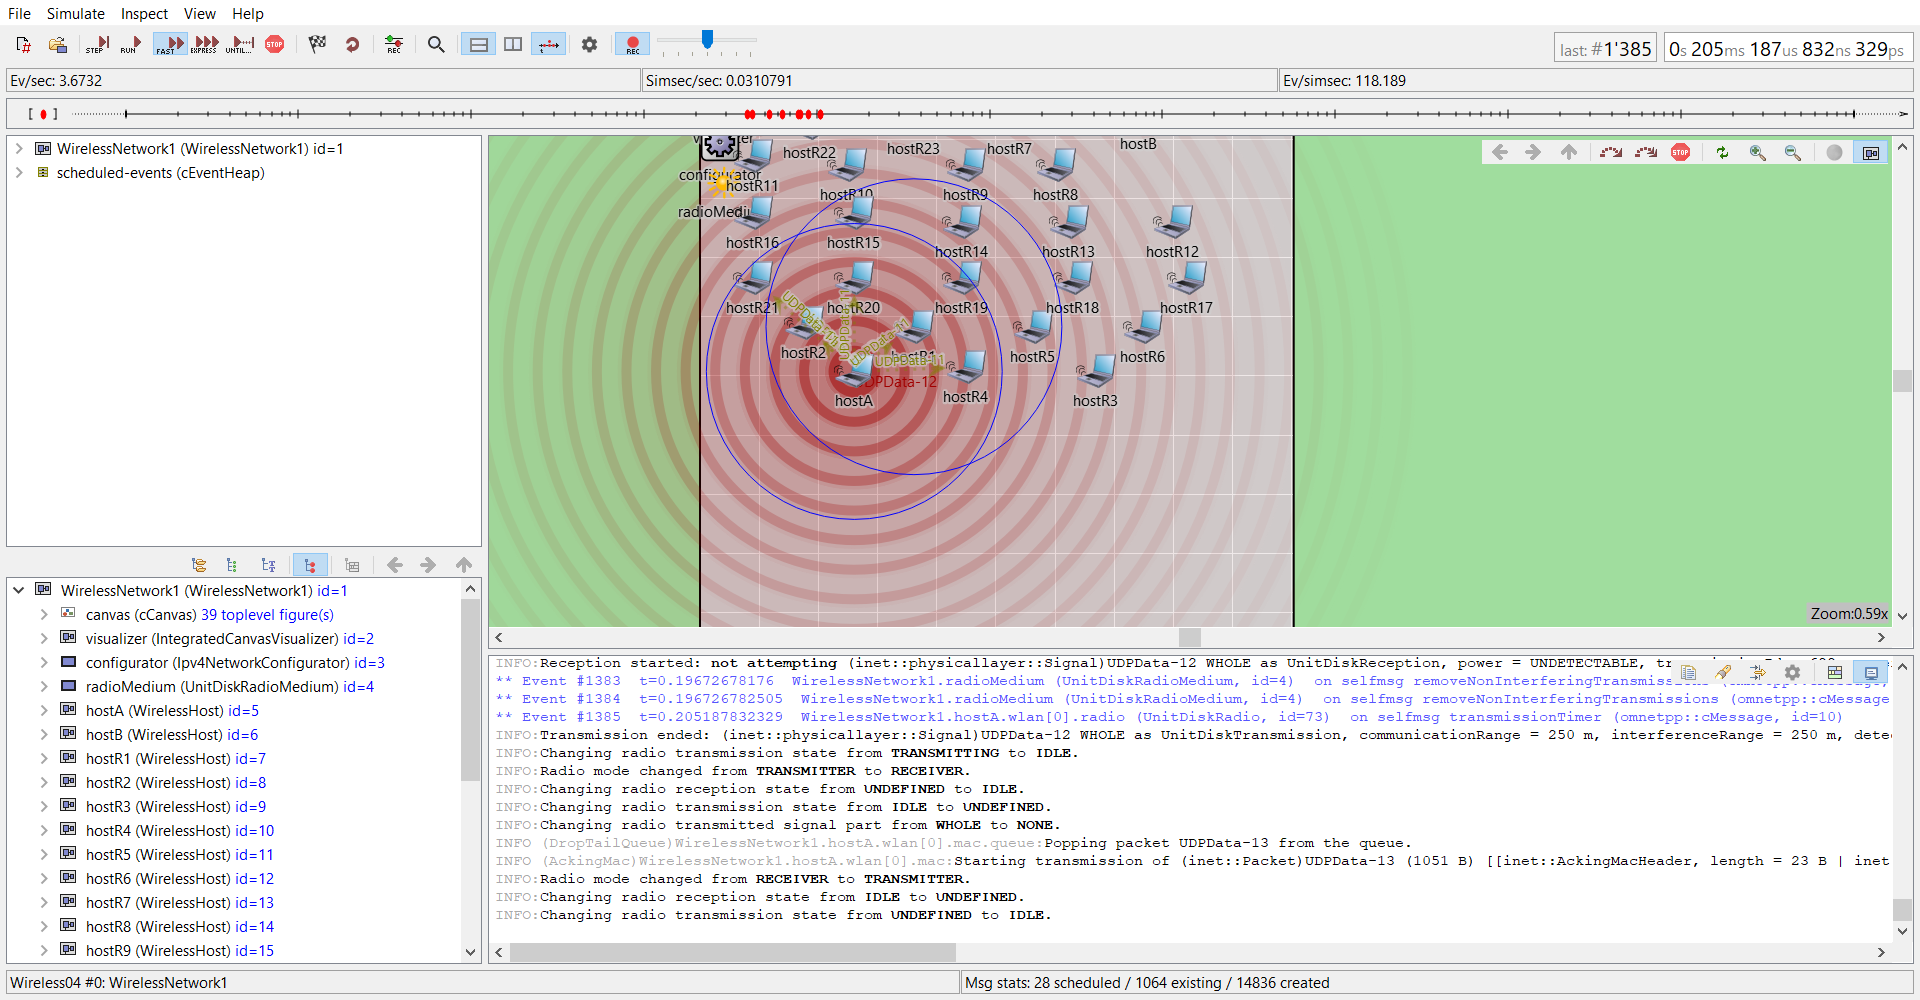 File Simulate Inspect View Help
STEP RUN FAST EXPRESS UNTIL... STOP REC REC
last: #1'385 0s 205ms 187us 832ns 329ps
Ev/sec: 3.6732 Simsec/sec: 0.0310791 Ev/simsec: 118.189
WirelessNetwork1 (WirelessNetwork1) id=1
scheduled-events (cEventHeap)
WirelessNetwork1 (WirelessNetwork1) id=1
canvas (cCanvas) 39 toplevel figure(s)
visualizer (IntegratedCanvasVisualizer) id=2
configurator (Ipv4NetworkConfigurator) id=3
radioMedium (UnitDiskRadioMedium) id=4
hostA (WirelessHost) id=5
hostB (WirelessHost) id=6
hostR1 (WirelessHost) id=7
hostR2 (WirelessHost) id=8
hostR3 (WirelessHost) id=9
hostR4 (WirelessHost) id=10
hostR5 (WirelessHost) id=11
hostR6 (WirelessHost) id=12
hostR7 (WirelessHost) id=13
hostR8 (WirelessHost) id=14
hostR9 (WirelessHost) id=15
hostR22 hostR23 hostR7 hostB
STOP
configurator
hostR11 hostR10 hostR9 hostR8
radioMedi
hostR16 hostR15 hostR14 hostR13 hostR12
hostR21 hostR20 hostR19 hostR18 hostR17
hostR2 hostR1 hostR5 hostR6
UDPData-11
DPData-12
hostA hostR4 hostR3
Zoom:0.59x
INFO:Reception started: not attempting (inet::physicallayer::Signal)UDPData-12 WHOLE as UnitDiskReception, power = UNDETECTABLE,
** Event #1383 t=0.19672678176 WirelessNetwork1.radioMedium (UnitDiskRadioMedium, id=4) on selfmsg removeNonInterferingTransmiss
** Event #1384 t=0.196726782505 WirelessNetwork1.radioMedium (UnitDiskRadioMedium, id=4) on selfmsg removeNonInterferingTransmissions (omnetpp::cMessage
** Event #1385 t=0.205187832329 WirelessNetwork1.hostA.wlan[0].radio (UnitDiskRadio, id=73) on selfmsg transmissionTimer (omnetpp::cMessage, id=10)
INFO:Transmission ended: (inet::physicallayer::Signal)UDPData-12 WHOLE as UnitDiskTransmission, communicationRange = 250 m, interferenceRange = 250 m, dete
INFO:Changing radio transmission state from TRANSMITTING to IDLE.
INFO:Radio mode changed from TRANSMITTER to RECEIVER.
INFO:Changing radio reception state from UNDEFINED to IDLE.
INFO:Changing radio transmission state from IDLE to UNDEFINED.
INFO:Changing radio transmitted signal part from WHOLE to NONE.
INFO (DropTailQueue)WirelessNetwork1.hostA.wlan[0].mac.queue:Popping packet UDPData-13 from the queue.
INFO (AckingMac)WirelessNetwork1.hostA.wlan[0].mac:Starting transmission of (inet::Packet)UDPData-13 (1051 B) [[inet::AckingMacHeader, length = 23 B | inet
INFO:Radio mode changed from RECEIVER to TRANSMITTER.
INFO:Changing radio reception state from IDLE to UNDEFINED.
INFO:Changing radio transmission state from UNDEFINED to IDLE.
Wireless04 #0: WirelessNetwork1 Msg stats: 28 scheduled / 1064 existing / 14836 created